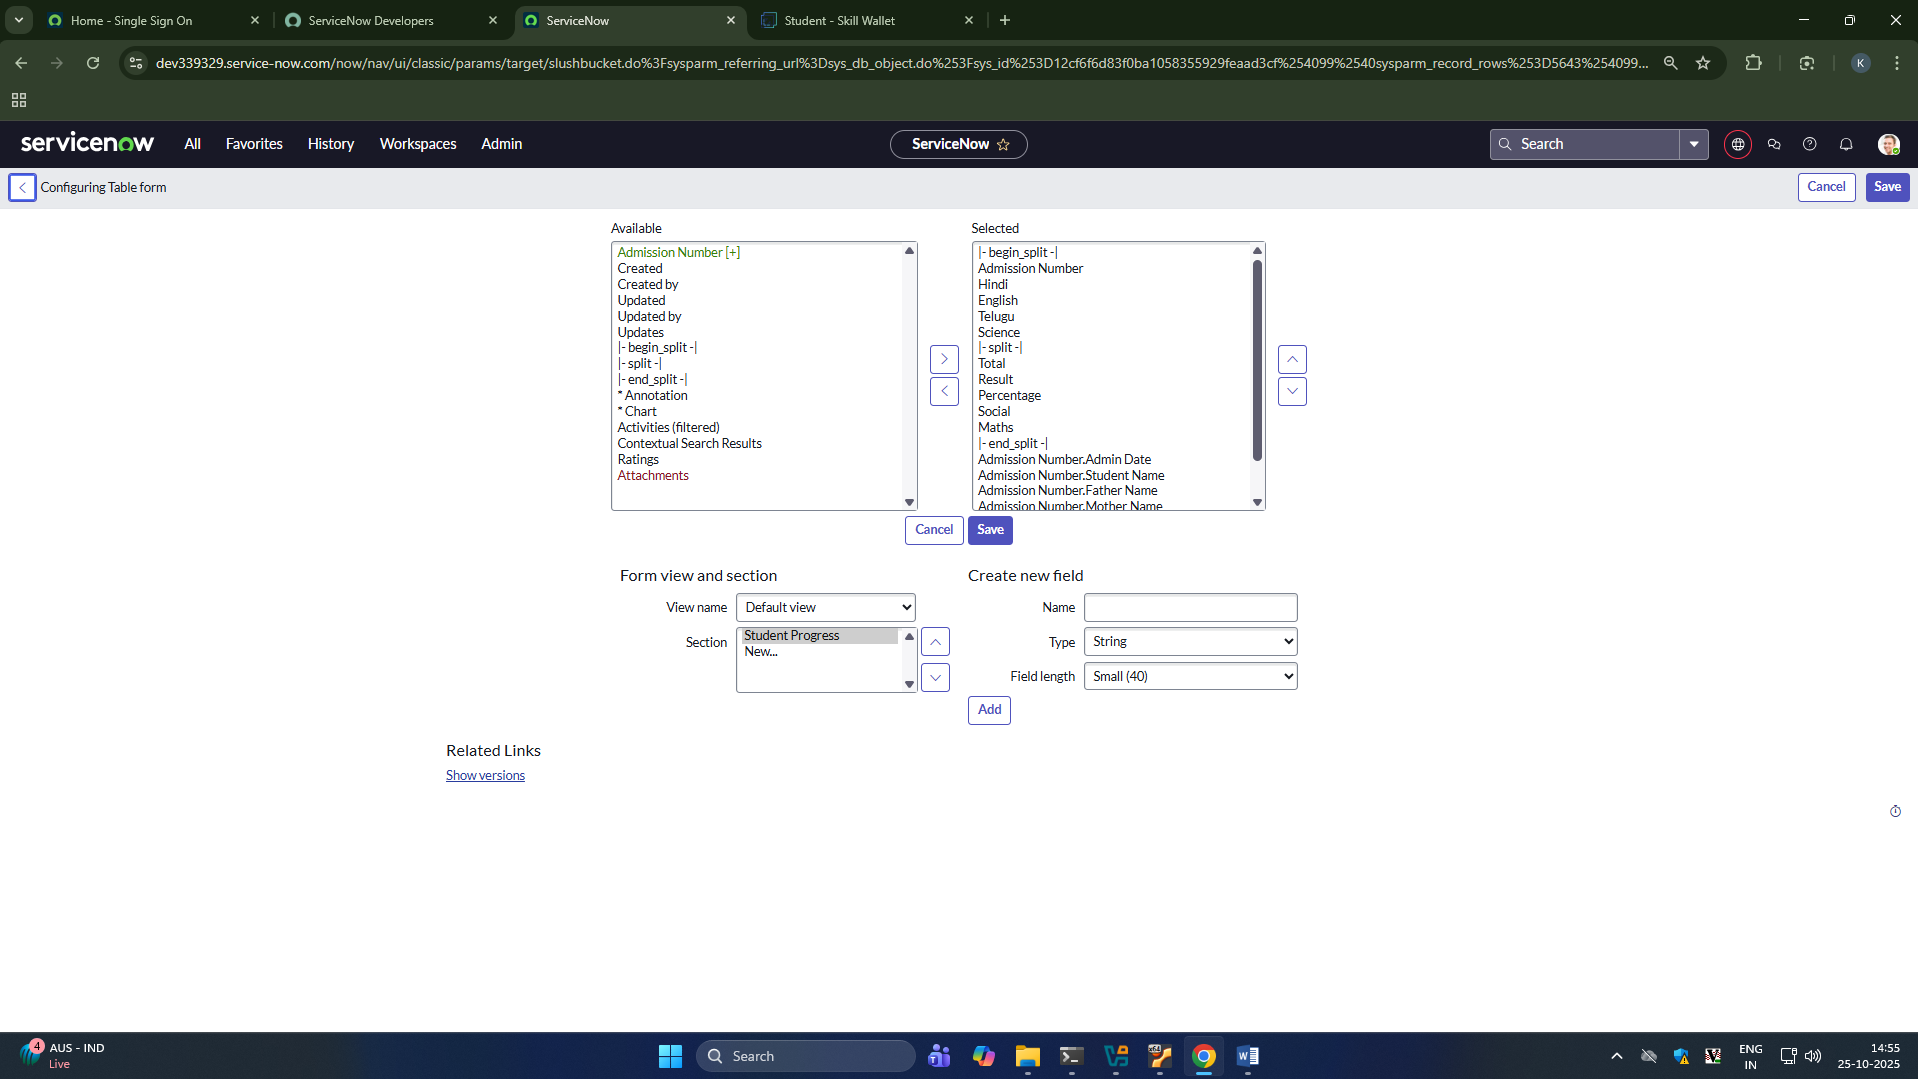 Home - Single Sign On
ServiceNow Developers
ServiceNow
Student - Skill Wallet
dev339329.service-now.com/now/nav/ui/classic/params/target/slushbucket.do%3Fsysparm_referring_url%3Dsys_db_object.do%253Fsys_id%253D12cf6f6d83f0ba1058355929feaad3cf%254099%2540sysparm_record_rows%253D5643%254099...
K
servicenow
All
Favorites
History
Workspaces
Admin
ServiceNow
Search
Configuring Table form
Cancel
Save
Available
Admission Number [+]
Created
Created by
Updated
Updated by
Updates
|- begin_split -|
|- split -|
|- end_split -|
* Annotation
* Chart
Activities (filtered)
Contextual Search Results
Ratings
Attachments
Selected
|- begin_split -|
Admission Number
Hindi
English
Telugu
Science
|- split -|
Total
Result
Percentage
Social
Maths
|- end_split -|
Admission Number.Admin Date
Admission Number.Student Name
Admission Number.Father Name
Admission Number.Mother Name
Cancel
Save
Form view and section
View name
Default view
Section
Student Progress
New...
Create new field
Name
Type
String
Field length
Small (40)
Add
Related Links
Show versions
4
AUS - IND
Live
Search
ENG
IN
14:55
25-10-2025